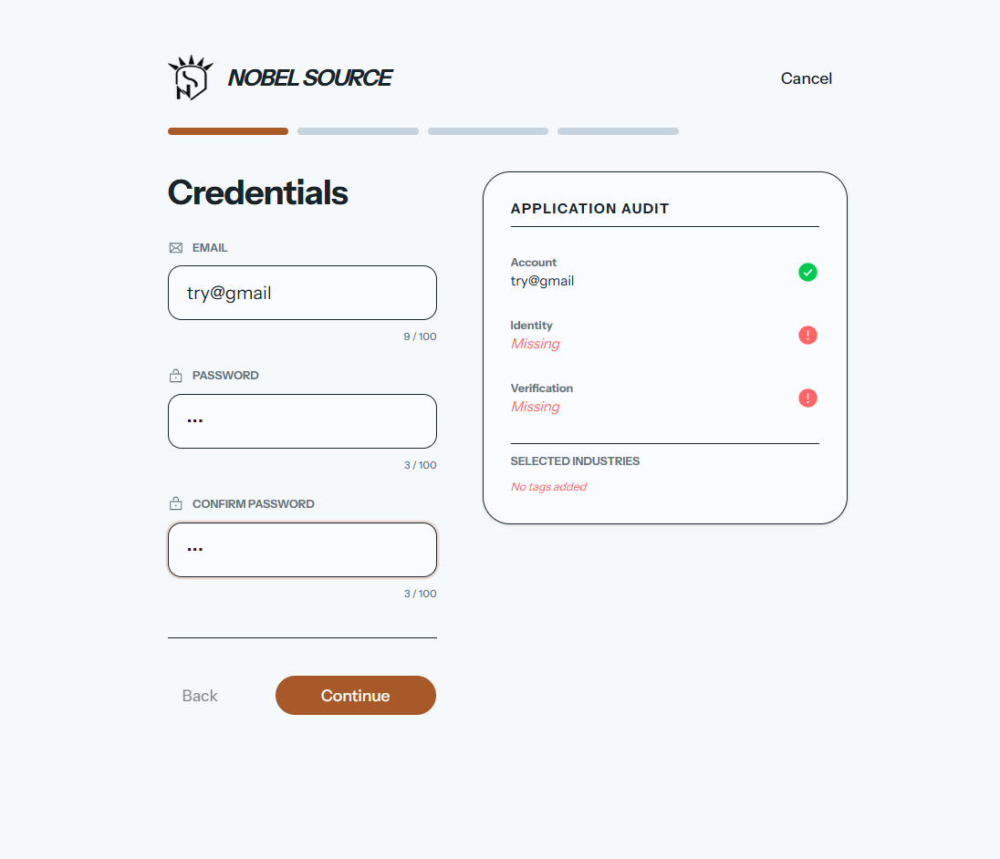 NOBEL SOURCE
Cancel
Credentials
EMAIL
try@gmail
9 / 100
PASSWORD
•••
3 / 100
CONFIRM PASSWORD
•••
3 / 100
Back
Continue
APPLICATION AUDIT
Account
try@gmail
Identity
Missing
Verification
Missing
SELECTED INDUSTRIES
No tags added